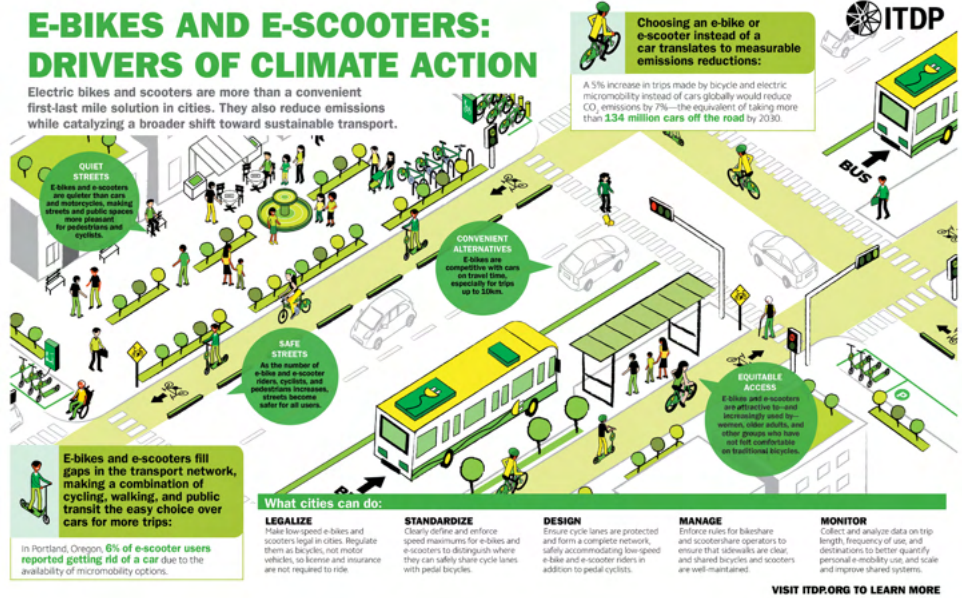 E-BIKES AND E-SCOOTERS:
DRIVERS OF CLIMATE ACTION
Electric bikes and scooters are more than a convenient
first-last mile solution in cities. They also reduce emissions
while catalyzing a broader shift toward sustainable transport.
Choosing an e-bike or
e-scooter instead of a
car translates to measurable
emissions reductions:
A 5% increase in trips made by bicycle and electric
micromobility instead of cars globally would reduce
CO₂ emissions by 7%—the equivalent of taking more
than 134 million cars off the road by 2030.
ITDP
BUS
QUIET
STREETS
E-bikes and e-scooters
are quieter than cars
and motorcycles, making
streets and public spaces
more pleasant
for pedestrians and
cyclists.
CONVENIENT
ALTERNATIVES
E-bikes are
competitive with cars
on travel time,
especially for trips
up to 10km.
SAFE
STREETS
As the number of
e-bike and e-scooter
riders, cyclists, and
pedestrians increases,
streets become
safer for all users.
EQUITABLE
ACCESS
E-bikes and e-scooters
are attractive to—and
increasingly used by—
women, older adults, and
other groups who have
not felt comfortable
on traditional bicycles.
E-bikes and e-scooters fill
gaps in the transport network,
making a combination of
cycling, walking, and public
transit the easy choice over
cars for more trips:
In Portland, Oregon, 6% of e-scooter users
reported getting rid of a car due to the
availability of micromobility options.
What cities can do:
LEGALIZE
Make low-speed e-bikes and
scooters legal in cities. Regulate
them as bicycles, not motor
vehicles, so license and insurance
are not required to ride.
STANDARDIZE
Clearly define and enforce
speed maximums for e-bikes and
e-scooters to distinguish where
they can safely share cycle lanes
with pedal bicycles.
DESIGN
Ensure cycle lanes are protected
and form a complete network,
safely accommodating low-speed
e-bike and e-scooter riders in
addition to pedal cyclists.
MANAGE
Enforce rules for bikeshare
and scootershare operators to
ensure that sidewalks are clear,
and shared bicycles and scooters
are well-maintained.
MONITOR
Collect and analyze data on trip
length, frequency of use, and
destinations to better quantify
personal e-mobility use, and scale
and improve shared systems.
VISIT ITDP.ORG TO LEARN MORE